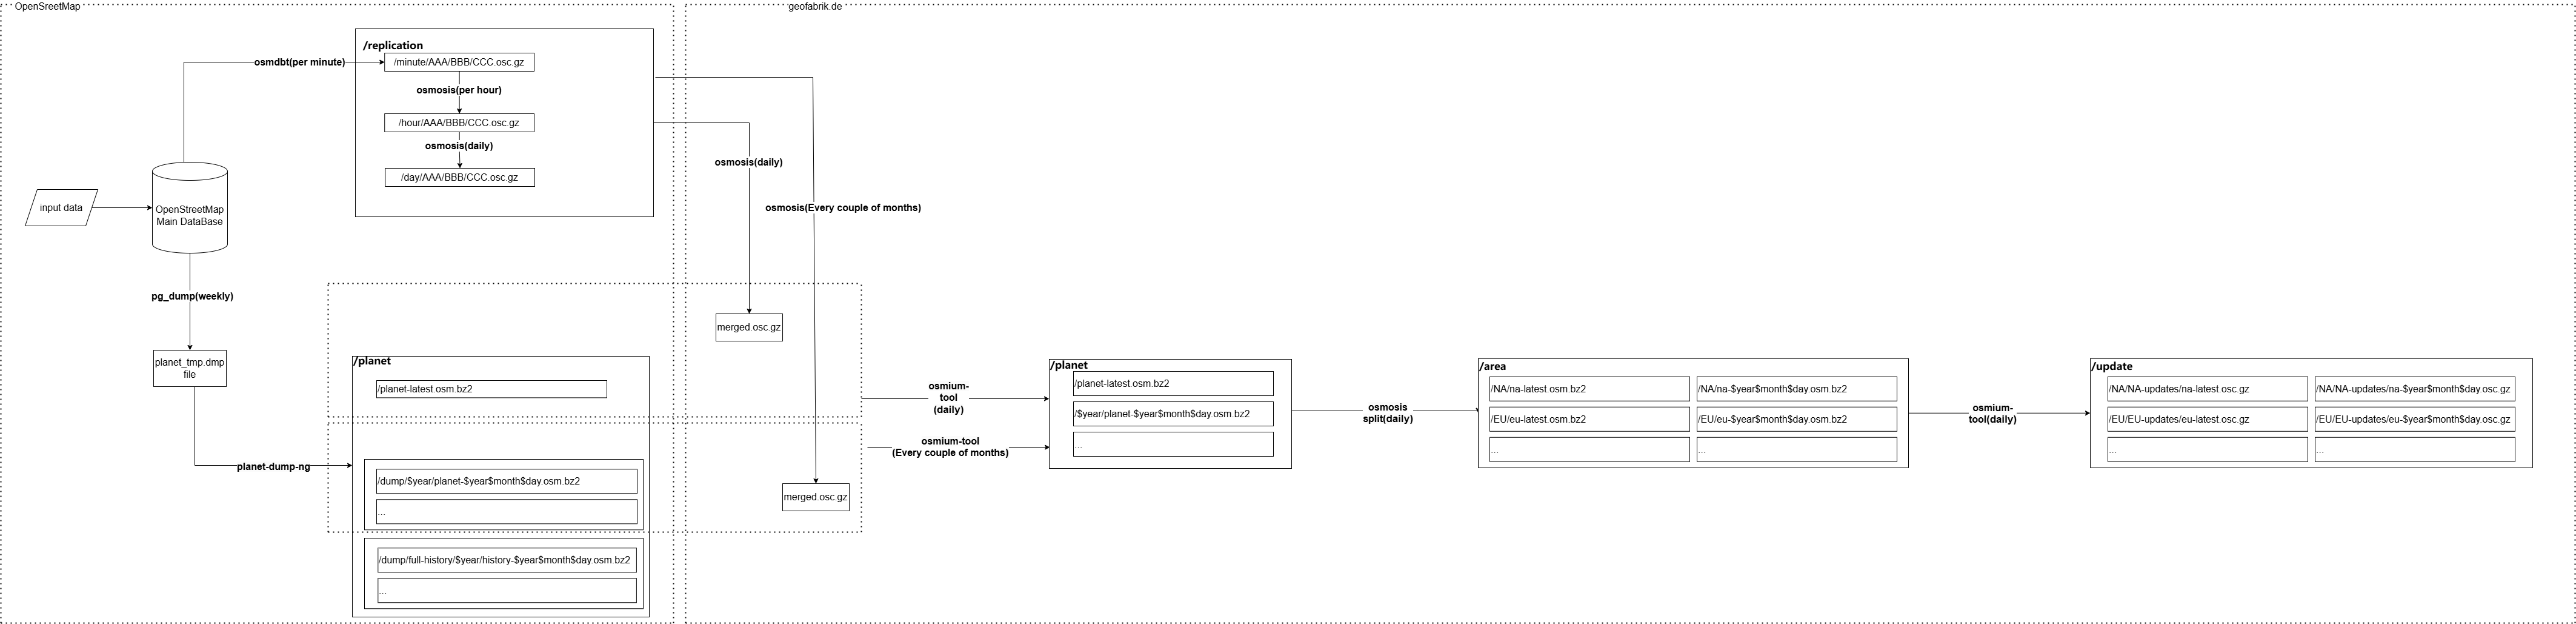 OpenSreetMap
geofabrik.de
/replication
/minute/AAA/BBB/CCC.osc.gz
osmdbt(per minute)
osmosis(per hour)
/hour/AAA/BBB/CCC.osc.gz
osmosis(daily)
/day/AAA/BBB/CCC.osc.gz
input data
OpenStreetMap
Main DataBase
pg_dump(weekly)
planet_tmp.dmp
file
planet-dump-ng
/planet
/planet-latest.osm.bz2
/dump/$year/planet-$year$month$day.osm.bz2
...
/dump/full-history/$year/history-$year$month$day.osm.bz2
...
osmosis(daily)
osmosis(Every couple of months)
merged.osc.gz
merged.osc.gz
osmium-
tool
(daily)
osmium-tool
(Every couple of months)
/planet
/planet-latest.osm.bz2
/$year/planet-$year$month$day.osm.bz2
...
osmosis
split(daily)
/area
/NA/na-latest.osm.bz2
/NA/na-$year$month$day.osm.bz2
/EU/eu-latest.osm.bz2
/EU/eu-$year$month$day.osm.bz2
...
...
osmium-
tool(daily)
/update
/NA/NA-updates/na-latest.osc.gz
/NA/NA-updates/na-$year$month$day.osc.gz
/EU/EU-updates/eu-latest.osc.gz
/EU/EU-updates/eu-$year$month$day.osc.gz
...
...